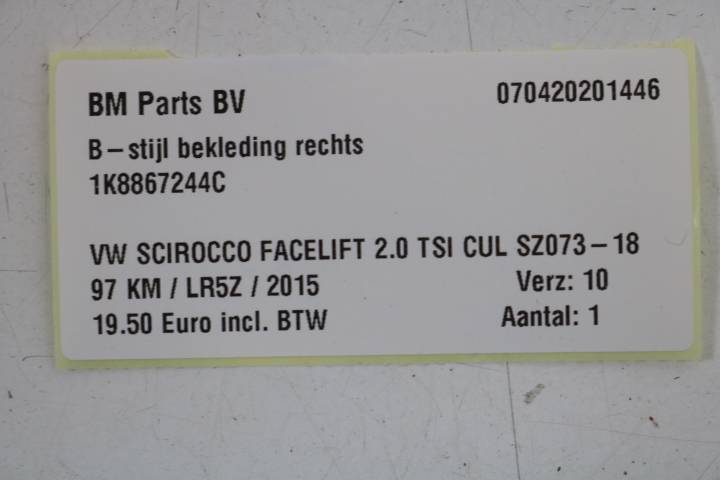 BM Parts BV 070420201446
B-stijl bekleding rechts
1K8867244C
VW SCIROCCO FACELIFT 2.0 TSI CUL SZ073-18
97 KM / LR5Z / 2015 Verz: 10
19.50 Euro incl. BTW Aantal: 1